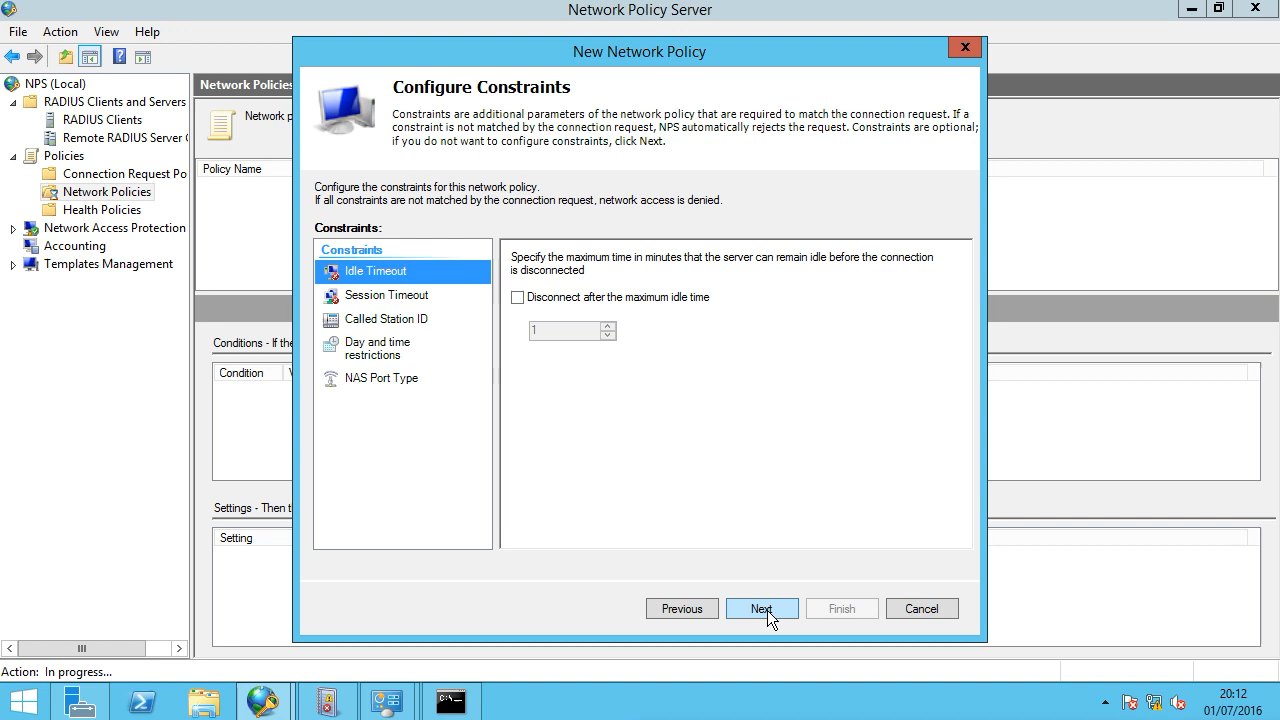 Network Policy Server
File Action View Help
NPS (Local)
RADIUS Clients and Servers
RADIUS Clients
Remote RADIUS Server
Policies
Connection Request Po
Network Policies
Health Policies
Network Access Protection
Accounting
Templates Management
Network Policies
Network p
Policy Name
Conditions - If the
Condition
Settings - Then t
Setting
New Network Policy
Configure Constraints
Constraints are additional parameters of the network policy that are required to match the connection request. If a
constraint is not matched by the connection request, NPS automatically rejects the request. Constraints are optional;
if you do not want to configure constraints, click Next.
Configure the constraints for this network policy.
If all constraints are not matched by the connection request, network access is denied.
Constraints:
Constraints
Idle Timeout
Session Timeout
Called Station ID
Day and time
restrictions
NAS Port Type
Specify the maximum time in minutes that the server can remain idle before the connection
is disconnected
Disconnect after the maximum idle time
1
Previous Next Finish Cancel
Action: In progress...
20:12
01/07/2016